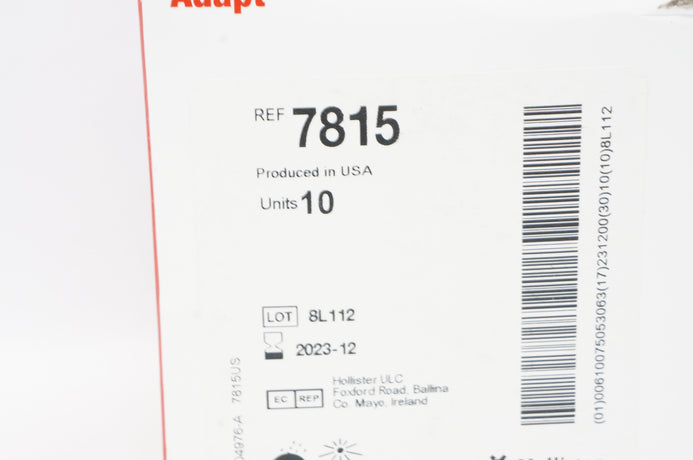 Adapt
REF 7815
Produced in USA
Units 10
LOT 8L112
2023-12
EC REP
Hollister ULC
Foxford Road, Ballina
Co. Mayo, Ireland
(01)00610075053063(17)231200(30)10(10)8L112
04976-A 7815US